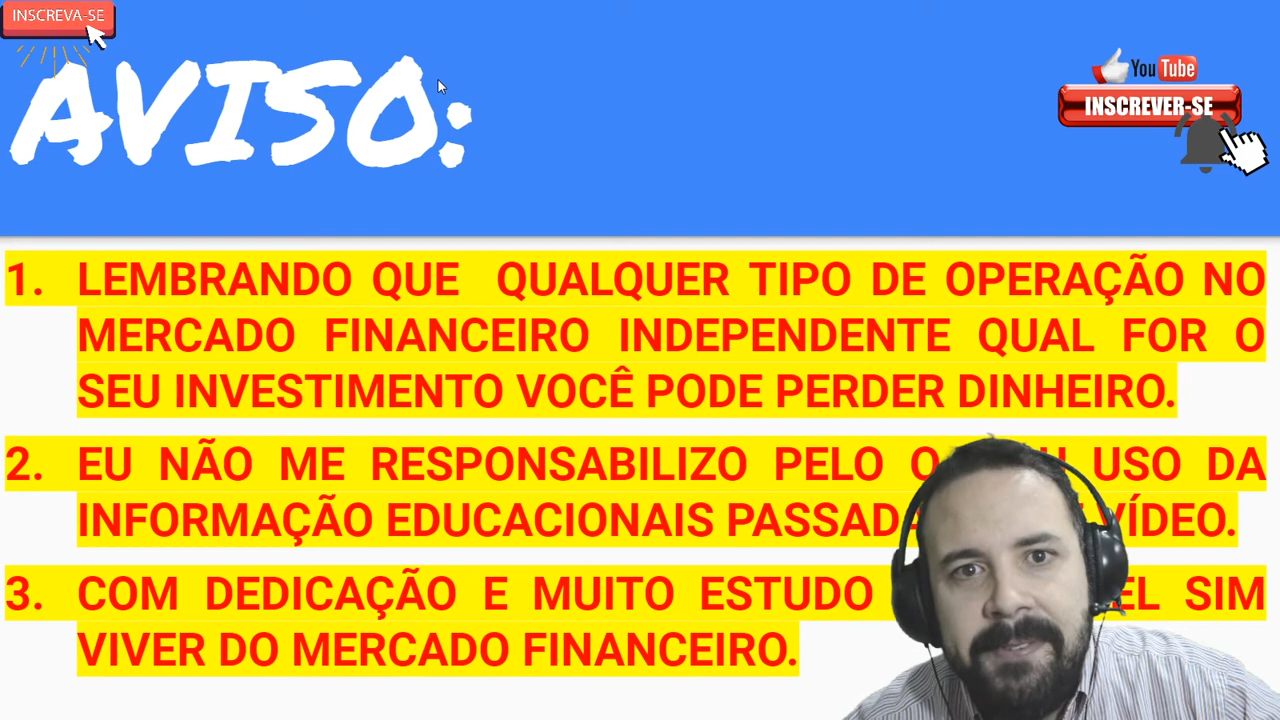 INSCREVA-SE
AVISO:
You Tube
INSCREVER-SE
1. LEMBRANDO QUE QUALQUER TIPO DE OPERAÇÃO NO
MERCADO FINANCEIRO INDEPENDENTE QUAL FOR O
SEU INVESTIMENTO VOCÊ PODE PERDER DINHEIRO.
2. EU NÃO ME RESPONSABILIZO PELO O USO DA
INFORMAÇÃO EDUCACIONAIS VÍDEO.
3. COM DEDICAÇÃO E MUITO ESTUDO SIM
VIVER DO MERCADO FINANCEIRO.